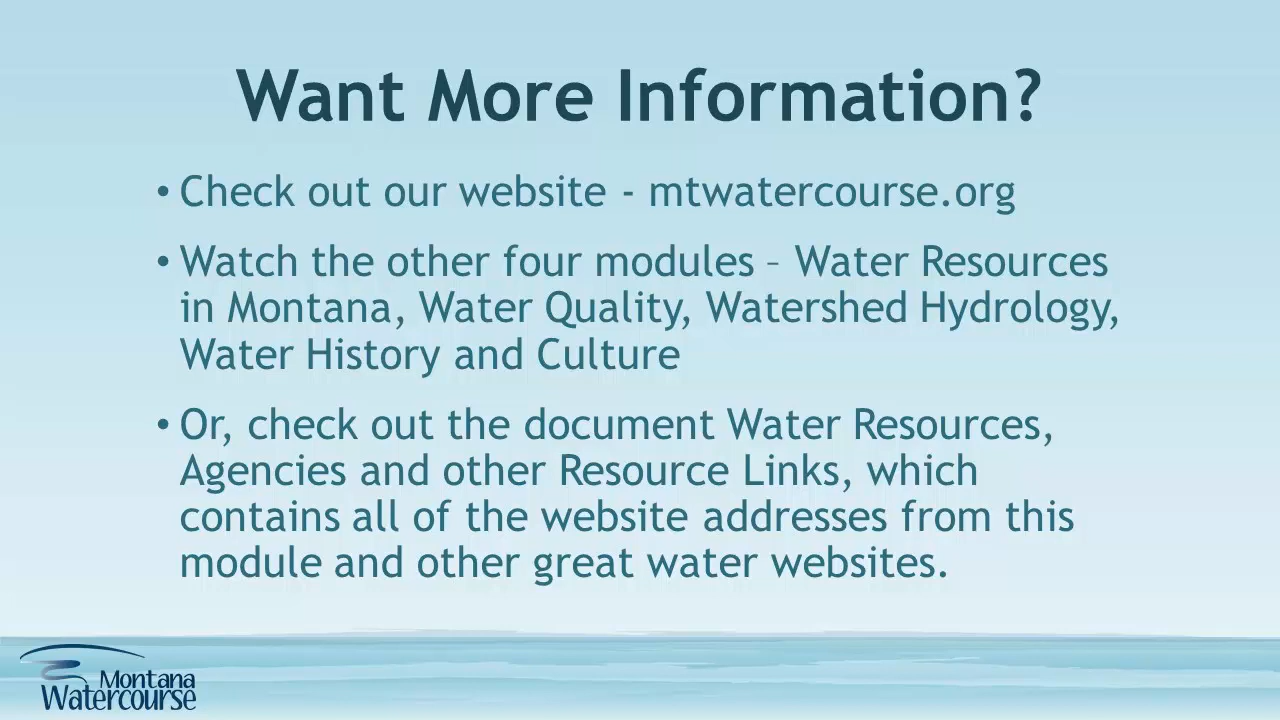 Want More Information?
• Check out our website - mtwatercourse.org
• Watch the other four modules – Water Resources
in Montana, Water Quality, Watershed Hydrology,
Water History and Culture
• Or, check out the document Water Resources,
Agencies and other Resource Links, which
contains all of the website addresses from this
module and other great water websites.
Montana
Watercourse